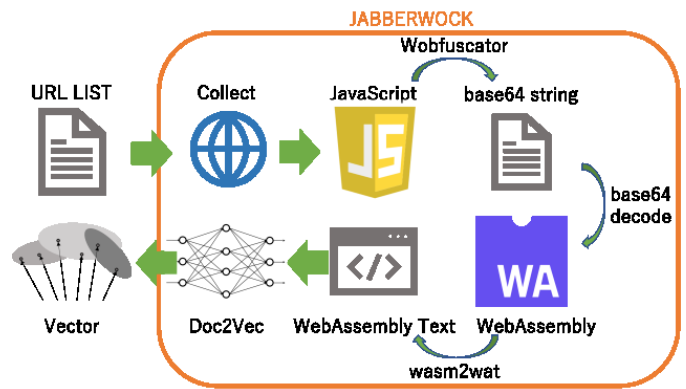 JABBERWOCK
Wobfuscator
URL LIST
Collect
JavaScript
base64 string
JS
base64
decode
WA
</>
Vector
Doc2Vec
WebAssembly Text
WebAssembly
wasm2wat